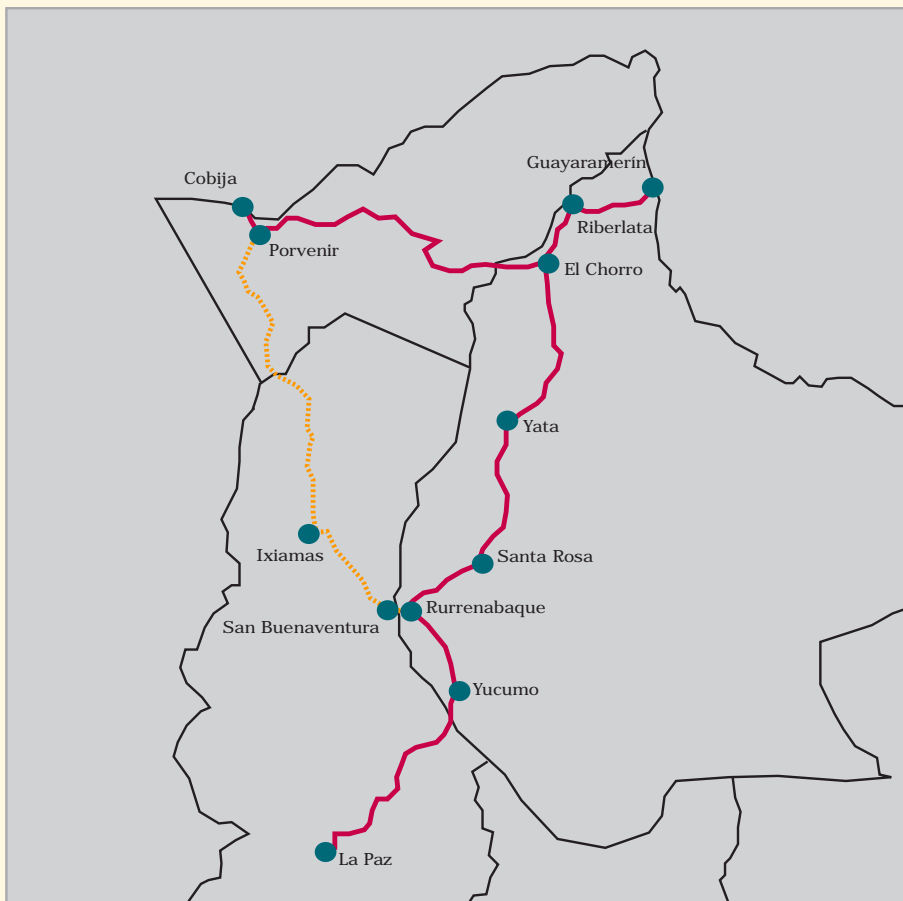 Guayaramerín
Cobija
Riberlata
Porvenir
El Chorro
Yata
Ixiamas
Santa Rosa
Rurrenabaque
San Buenaventura
Yucumo
La Paz